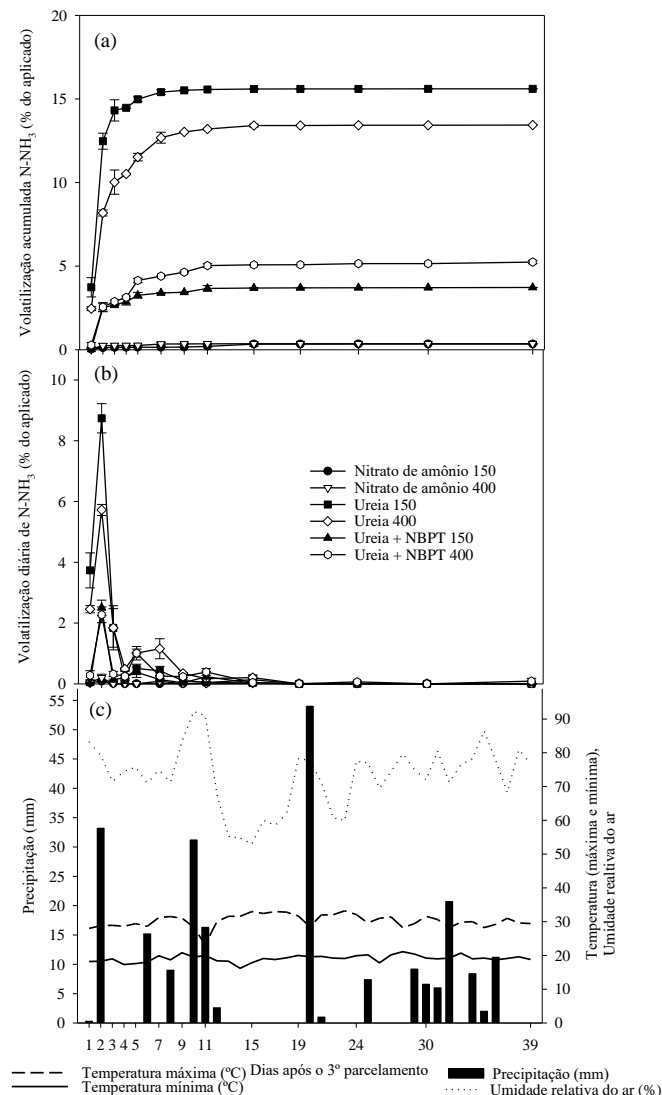 20
(a)
15
10
5
0
Volatilização acumulada N-NH3 (% do aplicado)
10
(b)
8
6
4
2
0
Volatilização diária de N-NH3 (% do aplicado)
Nitrato de amônio 150
Nitrato de amônio 400
Ureia 150
Ureia 400
Ureia + NBPT 150
Ureia + NBPT 400
55
(c)
50
45
40
35
30
25
20
15
10
5
0
Precipitação (mm)
90
80
70
60
50
40
30
20
10
0
Temperatura (máxima e mínima),
Umidade realtiva do ar
1 2 3 4 5 7 9 11 15 19 24 30 39
Dias após o 3º parcelamento
Temperatura máxima (ºC)
Temperatura mínima (ºC)
Precipitação (mm)
Umidade relativa do ar (%)